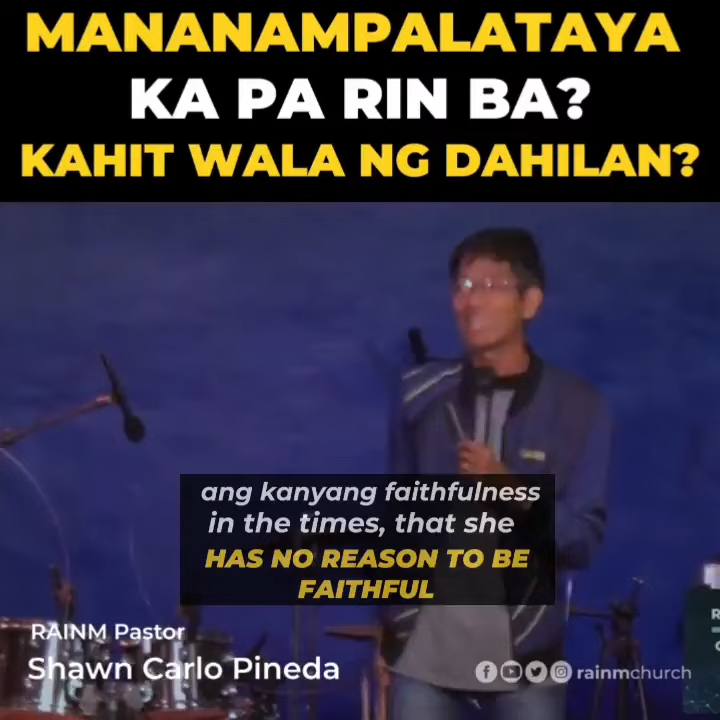 MANANAMPALATAYA
KA PA RIN BA?
KAHIT WALA NG DAHILAN?
ang kanyang faithfulness
in the times, that she
HAS NO REASON TO BE
FAITHFUL
RAINM Pastor
Shawn Carlo Pineda
rainmchurch